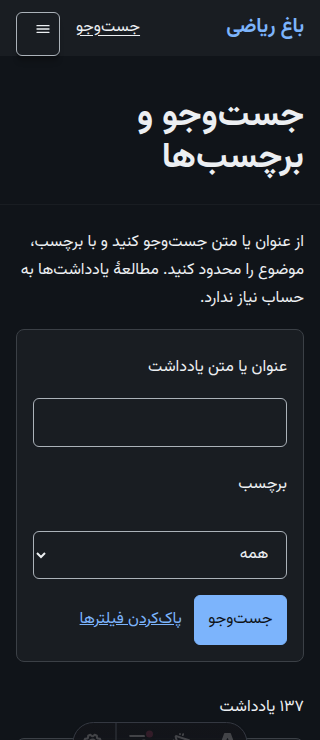 باغ ریاضی
جست‌وجو
جست‌وجو و
برچسب‌ها
از عنوان یا متن جست‌وجو کنید و با برچسب،
موضوع را محدود کنید. مطالعهٔ یادداشت‌ها به
حساب نیاز ندارد.
عنوان یا متن یادداشت
برچسب
همه
جست‌وجو
پاک‌کردن فیلترها
۱۳۷ یادداشت